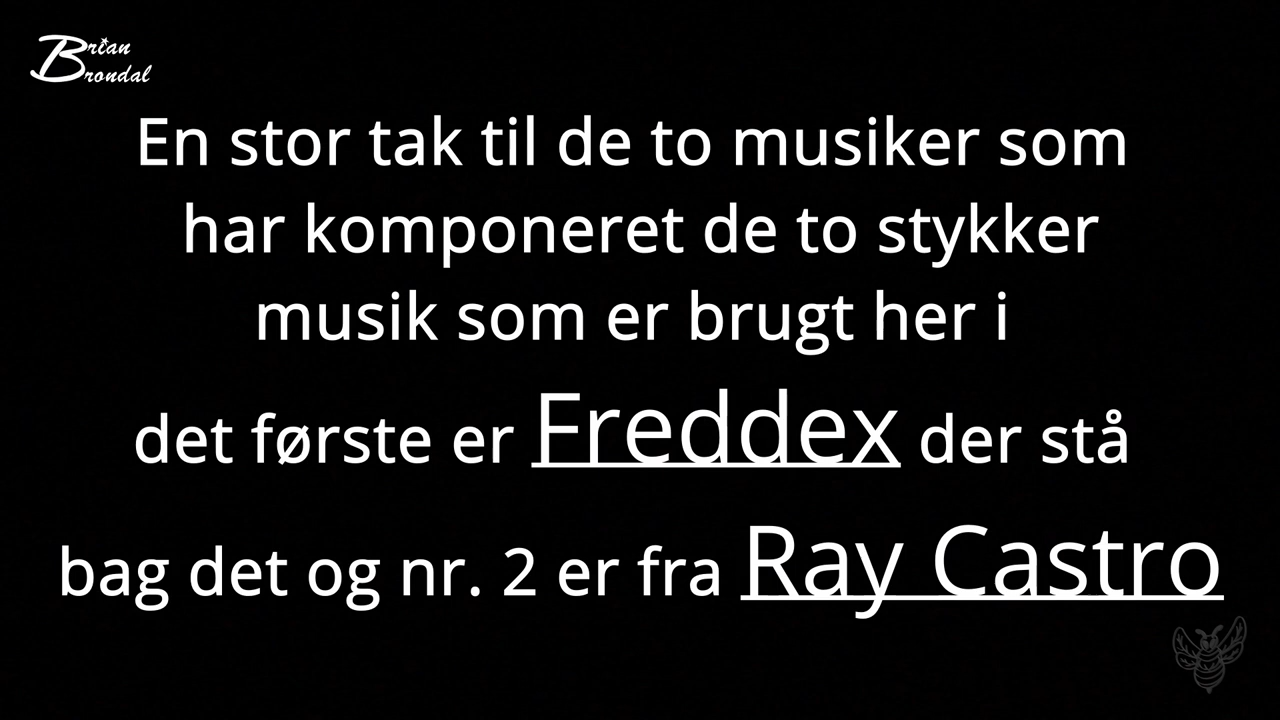 Brian
Brondal
En stor tak til de to musiker som
har komponeret de to stykker
musik som er brugt her i
det første er Freddex der stå
bag det og nr. 2 er fra Ray Castro